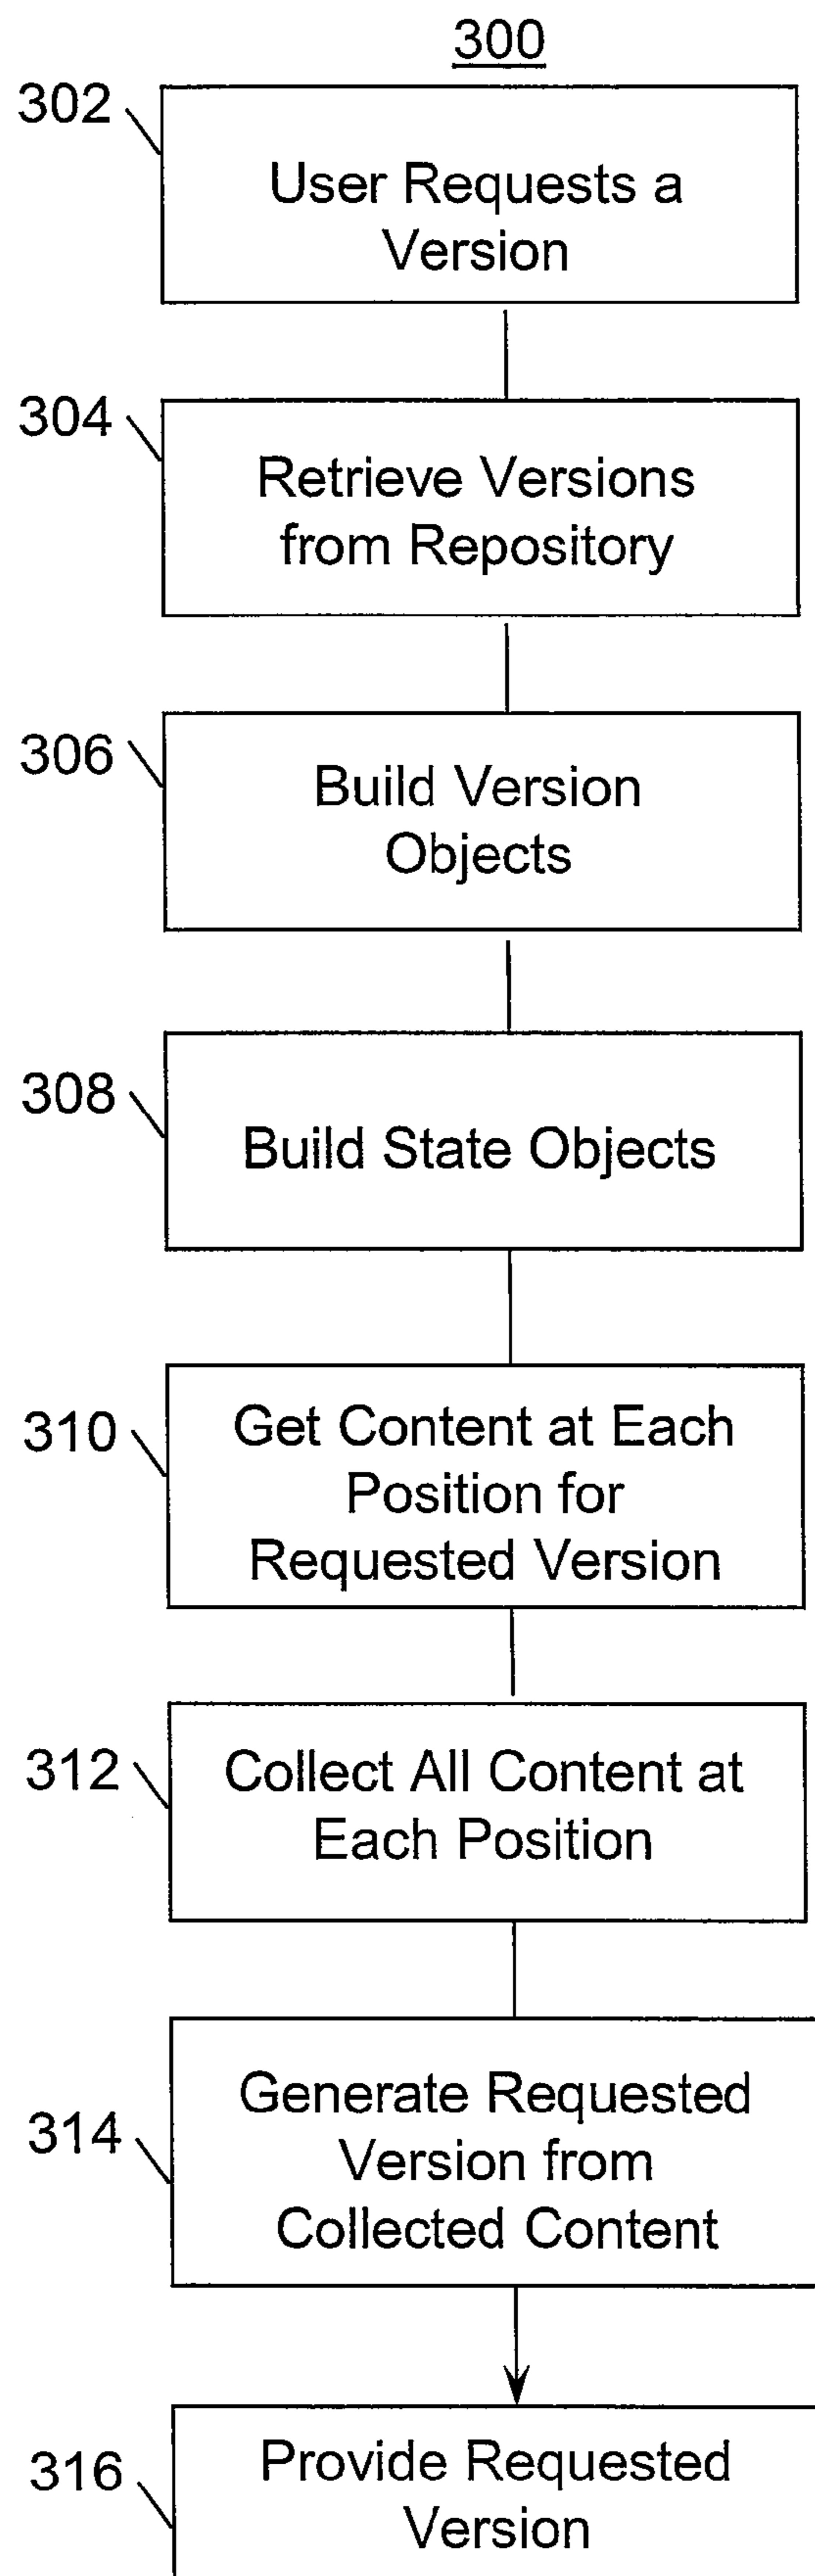 300
302
User Requests a
Version
304
Retrieve Versions
from Repository
306
Build Version
Objects
308
Build State Objects
310
Get Content at Each
Position for
Requested Version
312
Collect All Content at
Each Position
314
Generate Requested
Version from
Collected Content
316
Provide Requested
Version